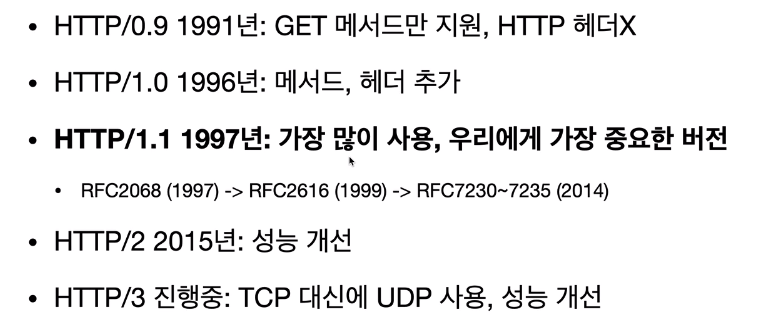 • HTTP/0.9 1991년: GET 메서드만 지원, HTTP 헤더X
• HTTP/1.0 1996년: 메서드, 헤더 추가
• HTTP/1.1 1997년: 가장 많이 사용, 우리에게 가장 중요한 버전
• RFC2068 (1997) -> RFC2616 (1999) -> RFC7230~7235 (2014)
• HTTP/2 2015년: 성능 개선
• HTTP/3 진행중: TCP 대신에 UDP 사용, 성능 개선